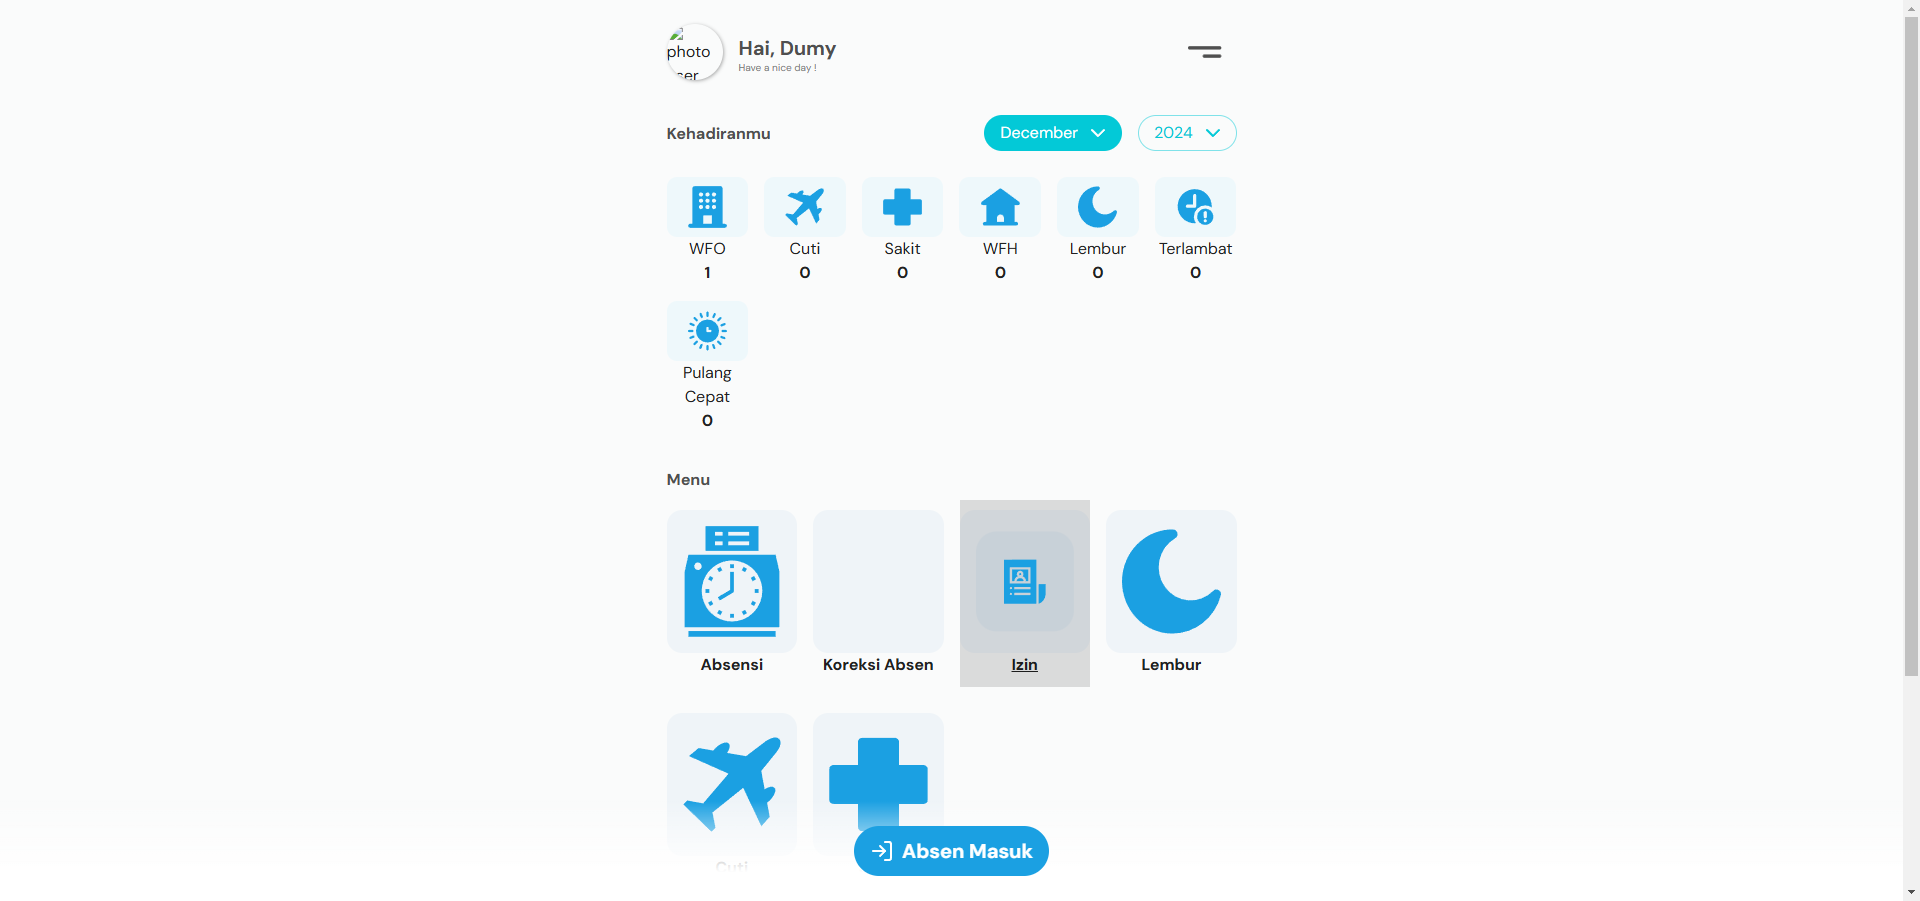 photo
ser
Hai, Dumy
Have a nice day !
Kehadiranmu
December
2024
WFO
1
Cuti
0
Sakit
0
WFH
0
Lembur
0
Terlambat
0
Pulang
Cepat
0
Menu
Absensi
Koreksi Absen
Izin
Lembur
Cuti
Absen Masuk